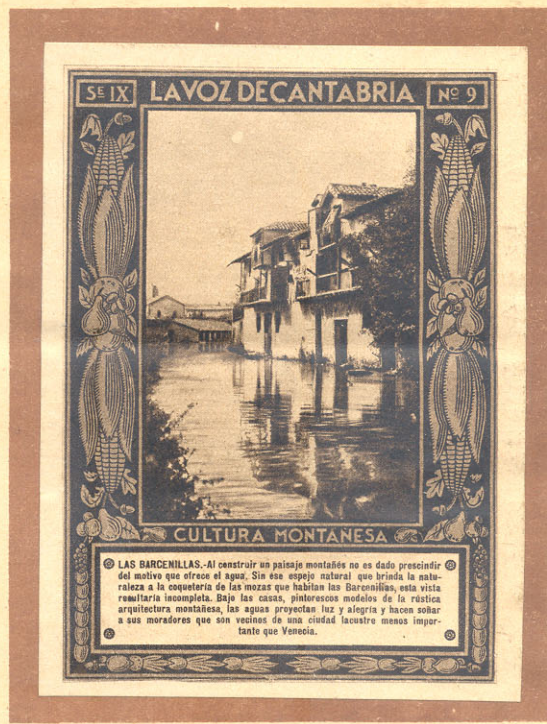 SE IX LA VOZ DE CANTABRIA Nº 9
CULTURA MONTAÑESA
LAS BARCENILLAS.-Al construir un paisaje montañés no es dado prescindir
del motivo que ofrece el agua. Sin ese espejo natural que brinda la natu-
raleza a la coquetería de las mozas que habitan las Barcenillas, esta vista
resultaría incompleta. Bajo las casas, pintorescos modelos de la rústica
arquitectura montañesa, las aguas proyectan luz y alegría y hacen soñar
a sus moradores que son vecinos de una ciudad lacustre menos impor-
tante que Venecia.